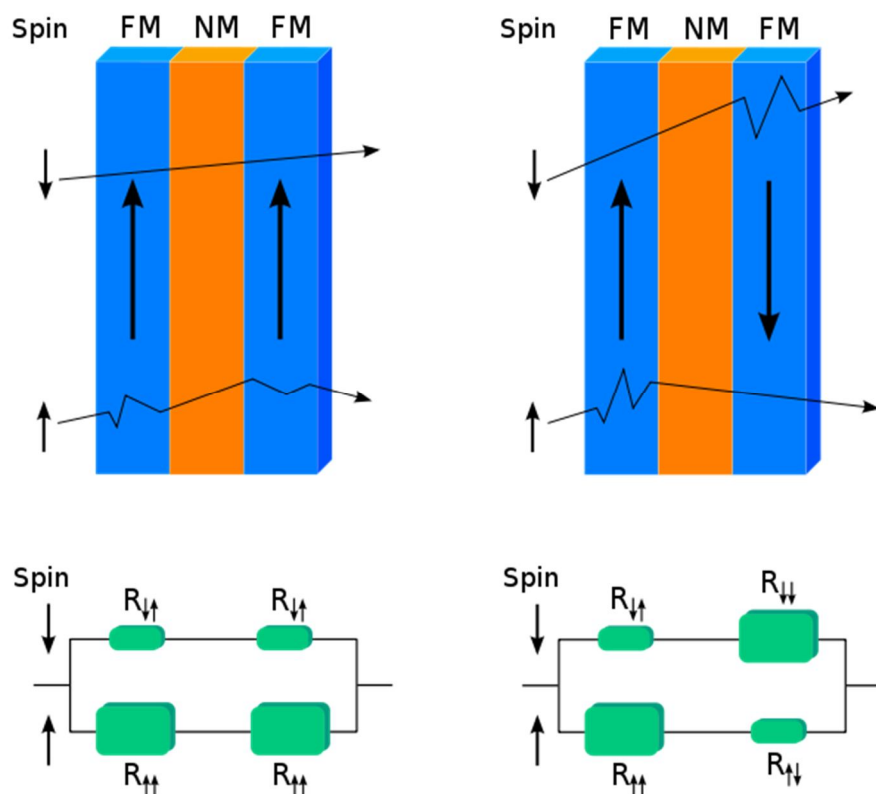 Spin FM NM FM
Spin FM NM FM
Spin
R↓↑ R↓↑
R↑↑ R↑↑
Spin
R↓↑ R↓↓
R↑↑ R↑↓